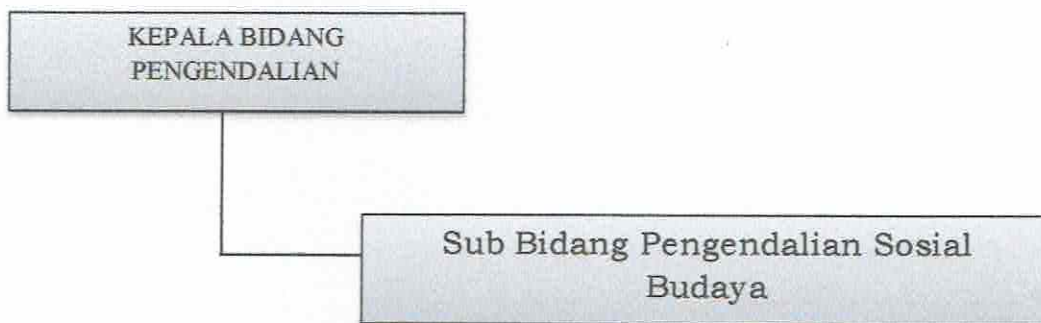 KEPALA BIDANG
PENGENDALIAN
Sub Bidang Pengendalian Sosial
Budaya